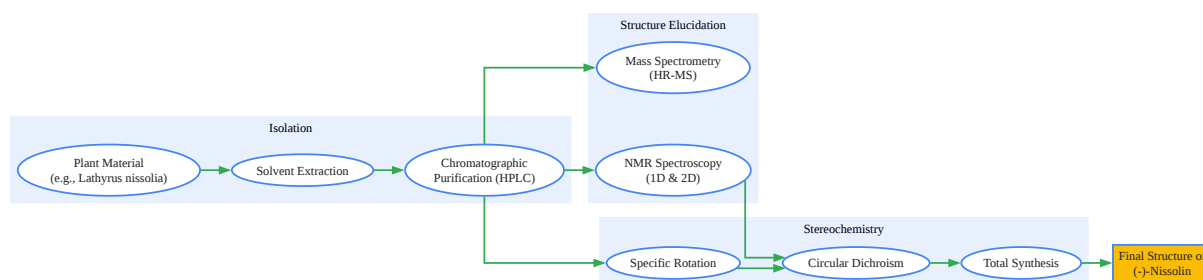 Structure Elucidation
Mass Spectrometry
(HR-MS)
Isolation
Plant Material
(e.g., Lathyrus nissolia)
Solvent Extraction
Chromatographic
Purification (HPLC)
NMR Spectroscopy
(1D & 2D)
Stereochemistry
Specific Rotation
Circular Dichroism
Total Synthesis
Final Structure o
(-)-Nissolin